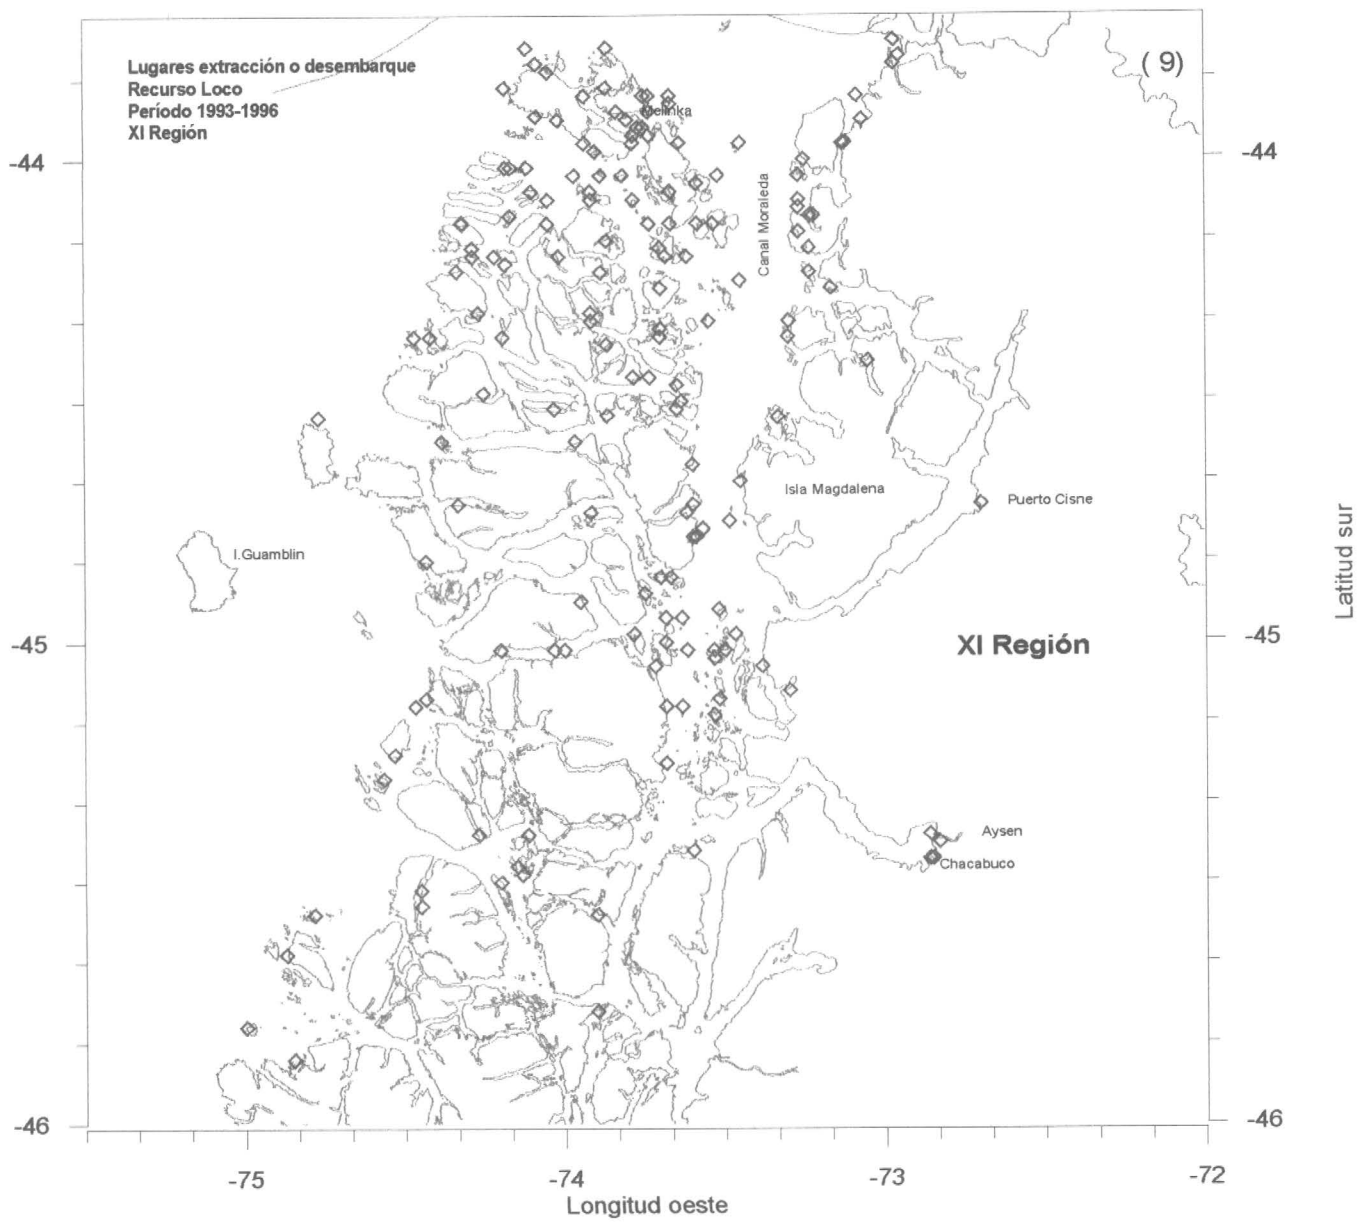 Lugares extracción o desembarque
Recurso Loco
Período 1993-1996
XI Región
( 9)
Melinka
-44
-44
Canal Moraleda
Isla Magdalena
Puerto Cisne
I.Guamblin
Latitud sur
-45
-45
XI Región
Aysen
Chacabuco
-46
-46
-75
-74
-73
-72
Longitud oeste